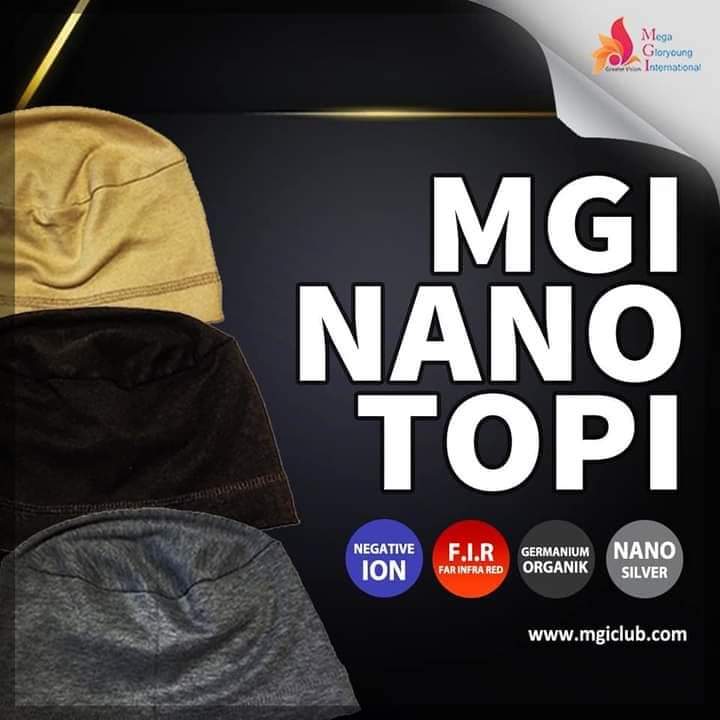 Mega
Gloryoung
International
Greater Vision
MGI
NANO
TOPI
NEGATIVE
ION
F.I.R
FAR INFRA RED
GERMANIUM
ORGANIK
NANO
SILVER
www.mgiclub.com